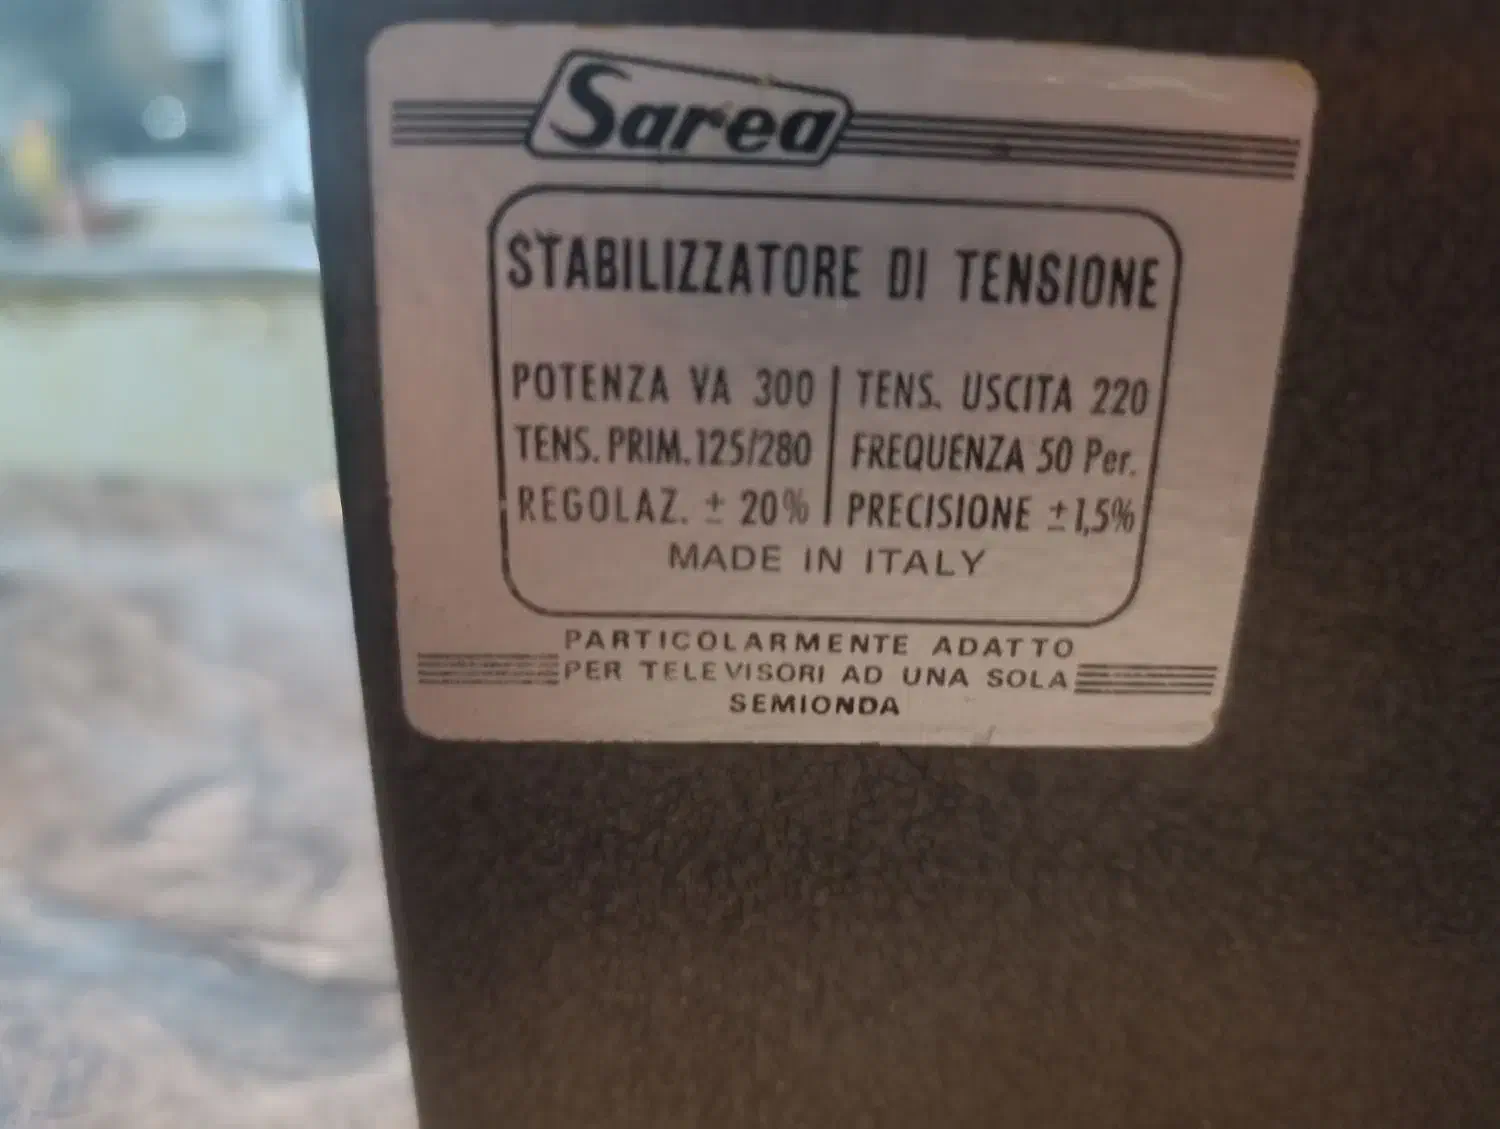 Sarea
STABILIZZATORE DI TENSIONE
POTENZA VA 300
TENS. PRIM. 125/280
REGOLAZ. ± 20%
TENS. USCITA 220
FREQUENZA 50 Per.
PRECISIONE ±1,5%
MADE IN ITALY
PARTICOLARMENTE ADATTO
PER TELEVISORI AD UNA SOLA
SEMIONDA